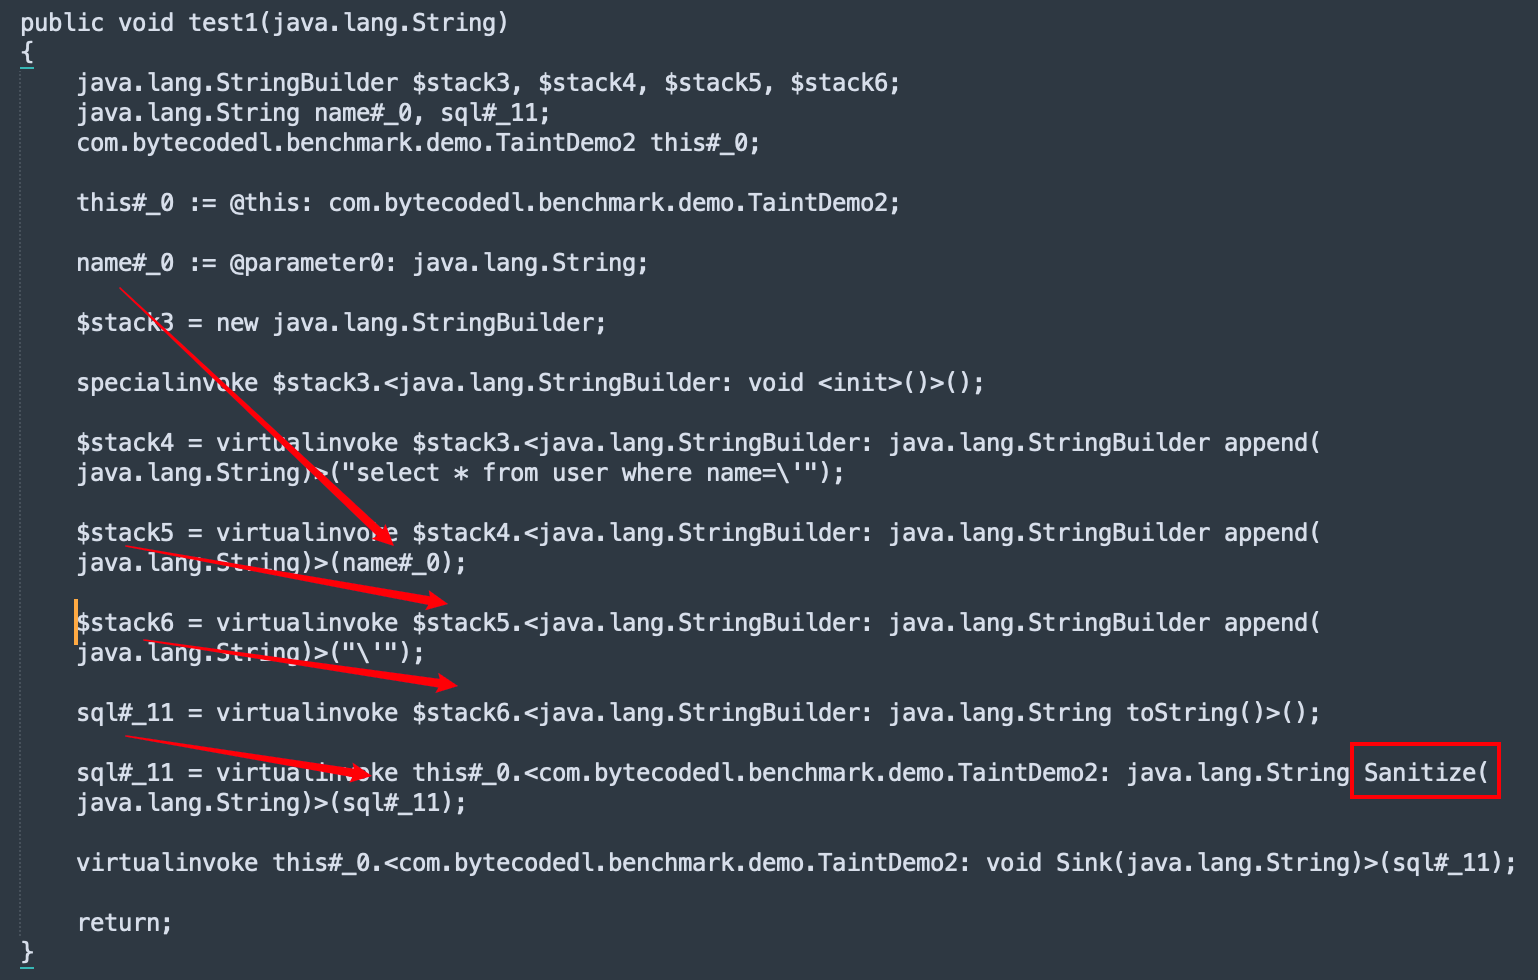 public void test1(java.lang.String)
{
    java.lang.StringBuilder $stack3, $stack4, $stack5, $stack6;
    java.lang.String name#_0, sql#_11;
    com.bytecodedl.benchmark.demo.TaintDemo2 this#_0;
    this#_0 := @this: com.bytecodedl.benchmark.demo.TaintDemo2;
    name#_0 := @parameter0: java.lang.String;
    $stack3 = new java.lang.StringBuilder;
    specialinvoke $stack3.<java.lang.StringBuilder: void <init>()>();
    $stack4 = virtualinvoke $stack3.<java.lang.StringBuilder: java.lang.StringBuilder append(
    java.lang.String)>("select * from user where name=\'");
    $stack5 = virtualinvoke $stack4.<java.lang.StringBuilder: java.lang.StringBuilder append(
    java.lang.String)>(name#_0);
    $stack6 = virtualinvoke $stack5.<java.lang.StringBuilder: java.lang.StringBuilder append(
    java.lang.String)>("\'");
    sql#_11 = virtualinvoke $stack6.<java.lang.StringBuilder: java.lang.String toString()>();
    sql#_11 = virtualinvoke this#_0.<com.bytecodedl.benchmark.demo.TaintDemo2: java.lang.String Sanitize(
    java.lang.String)>(sql#_11);
    virtualinvoke this#_0.<com.bytecodedl.benchmark.demo.TaintDemo2: void Sink(java.lang.String)>(sql#_11);
    return;
}